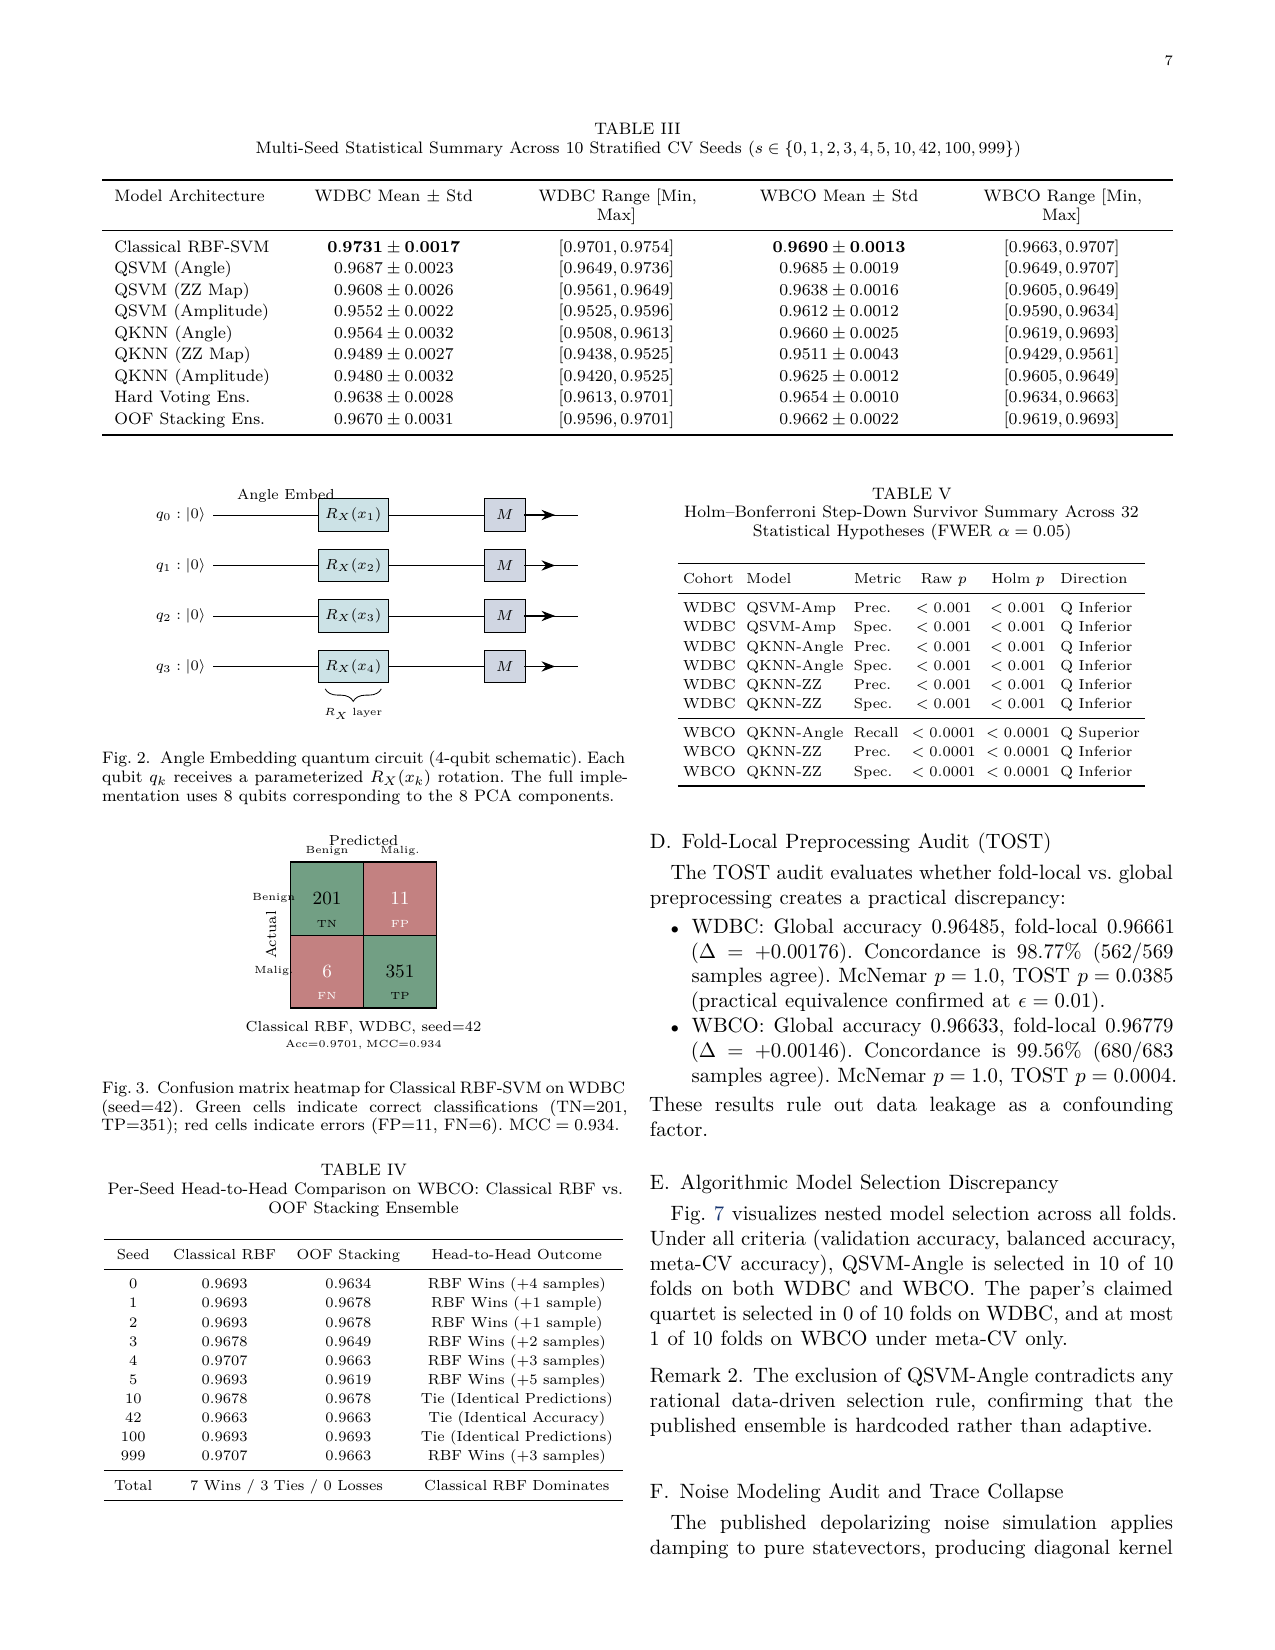 7
TABLE III
Multi-Seed Statistical Summary Across 10 Stratified CV Seeds (s ∈ {0, 1, 2, 3, 4, 5, 10, 42, 100, 999})
Model Architecture WDBC Mean ± Std WDBC Range [Min, Max] WBCO Mean ± Std WBCO Range [Min, Max]
Classical RBF-SVM 0.9731 ± 0.0017 [0.9701, 0.9754] 0.9690 ± 0.0013 [0.9663, 0.9707]
QSVM (Angle) 0.9687 ± 0.0023 [0.9649, 0.9736] 0.9685 ± 0.0019 [0.9649, 0.9707]
QSVM (ZZ Map) 0.9608 ± 0.0026 [0.9561, 0.9649] 0.9638 ± 0.0016 [0.9605, 0.9649]
QSVM (Amplitude) 0.9552 ± 0.0022 [0.9525, 0.9596] 0.9612 ± 0.0012 [0.9590, 0.9634]
QKNN (Angle) 0.9564 ± 0.0032 [0.9508, 0.9613] 0.9660 ± 0.0025 [0.9619, 0.9693]
QKNN (ZZ Map) 0.9489 ± 0.0027 [0.9438, 0.9525] 0.9511 ± 0.0043 [0.9429, 0.9561]
QKNN (Amplitude) 0.9480 ± 0.0032 [0.9420, 0.9525] 0.9625 ± 0.0012 [0.9605, 0.9649]
Hard Voting Ens. 0.9638 ± 0.0028 [0.9613, 0.9701] 0.9654 ± 0.0010 [0.9634, 0.9663]
OOF Stacking Ens. 0.9670 ± 0.0031 [0.9596, 0.9701] 0.9662 ± 0.0022 [0.9619, 0.9693]
Angle Embed
q0 : |0⟩ RX(x1) M
q1 : |0⟩ RX(x2) M
q2 : |0⟩ RX(x3) M
q3 : |0⟩ RX(x4) M
RX layer
Fig. 2. Angle Embedding quantum circuit (4-qubit schematic). Each
qubit qk receives a parameterized RX(xk) rotation. The full imple-
mentation uses 8 qubits corresponding to the 8 PCA components.
Predicted
Benign Malig.
Actual
Benign 201 11
TN FP
Malig. 6 351
FN TP
Classical RBF, WDBC, seed=42
Acc=0.9701, MCC=0.934
Fig. 3. Confusion matrix heatmap for Classical RBF-SVM on WDBC
(seed=42). Green cells indicate correct classifications (TN=201,
TP=351); red cells indicate errors (FP=11, FN=6). MCC = 0.934.
TABLE IV
Per-Seed Head-to-Head Comparison on WBCO: Classical RBF vs.
OOF Stacking Ensemble
Seed Classical RBF OOF Stacking Head-to-Head Outcome
0 0.9693 0.9634 RBF Wins (+4 samples)
1 0.9693 0.9678 RBF Wins (+1 sample)
2 0.9693 0.9678 RBF Wins (+1 sample)
3 0.9678 0.9649 RBF Wins (+2 samples)
4 0.9707 0.9663 RBF Wins (+3 samples)
5 0.9693 0.9619 RBF Wins (+5 samples)
10 0.9678 0.9678 Tie (Identical Predictions)
42 0.9663 0.9663 Tie (Identical Accuracy)
100 0.9693 0.9693 Tie (Identical Predictions)
999 0.9707 0.9663 RBF Wins (+3 samples)
Total 7 Wins / 3 Ties / 0 Losses Classical RBF Dominates
TABLE V
Holm–Bonferroni Step-Down Survivor Summary Across 32
Statistical Hypotheses (FWER α = 0.05)
Cohort Model Metric Raw p Holm p Direction
WDBC QSVM-Amp Prec. < 0.001 < 0.001 Q Inferior
WDBC QSVM-Amp Spec. < 0.001 < 0.001 Q Inferior
WDBC QKNN-Angle Prec. < 0.001 < 0.001 Q Inferior
WDBC QKNN-Angle Spec. < 0.001 < 0.001 Q Inferior
WDBC QKNN-ZZ Prec. < 0.001 < 0.001 Q Inferior
WDBC QKNN-ZZ Spec. < 0.001 < 0.001 Q Inferior
WBCO QKNN-Angle Recall < 0.0001 < 0.0001 Q Superior
WBCO QKNN-ZZ Prec. < 0.0001 < 0.0001 Q Inferior
WBCO QKNN-ZZ Spec. < 0.0001 < 0.0001 Q Inferior
D. Fold-Local Preprocessing Audit (TOST)
The TOST audit evaluates whether fold-local vs. global
preprocessing creates a practical discrepancy:
• WDBC: Global accuracy 0.96485, fold-local 0.96661
(Δ = +0.00176). Concordance is 98.77% (562/569
samples agree). McNemar p = 1.0, TOST p = 0.0385
(practical equivalence confirmed at ϵ = 0.01).
• WBCO: Global accuracy 0.96633, fold-local 0.96779
(Δ = +0.00146). Concordance is 99.56% (680/683
samples agree). McNemar p = 1.0, TOST p = 0.0004.
These results rule out data leakage as a confounding
factor.
E. Algorithmic Model Selection Discrepancy
Fig. 7 visualizes nested model selection across all folds.
Under all criteria (validation accuracy, balanced accuracy,
meta-CV accuracy), QSVM-Angle is selected in 10 of 10
folds on both WDBC and WBCO. The paper's claimed
quartet is selected in 0 of 10 folds on WDBC, and at most
1 of 10 folds on WBCO under meta-CV only.
Remark 2. The exclusion of QSVM-Angle contradicts any
rational data-driven selection rule, confirming that the
published ensemble is hardcoded rather than adaptive.
F. Noise Modeling Audit and Trace Collapse
The published depolarizing noise simulation applies
damping to pure statevectors, producing diagonal kernel